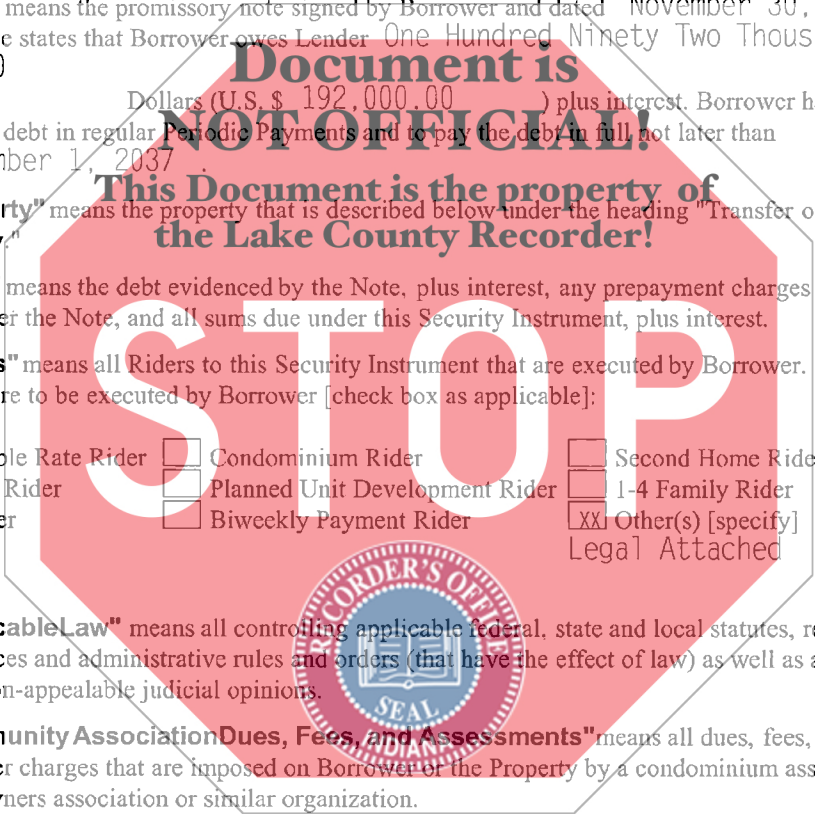 means the promissory note signed by Borrower and dated November 30,
e states that Borrower owes Lender One Hundred Ninety Two Thous
Document is
Dollars (U.S. $ 192,000.00 ) plus interest. Borrower h
NOT OFFICIAL!
debt in regular Periodic Payments and to pay the debt in full not later than
ber 1, 2037 .
This Document is the property of
rty" means the property that is described below under the heading "Transfer o
the Lake County Recorder!
y."
means the debt evidenced by the Note, plus interest, any prepayment charges
er the Note, and all sums due under this Security Instrument, plus interest.
STOP
s" means all Riders to this Security Instrument that are executed by Borrower.
re to be executed by Borrower [check box as applicable]:
ble Rate Rider Condominium Rider Second Home Ride
Rider Planned Unit Development Rider 1-4 Family Rider
er Biweekly Payment Rider XX Other(s) [specify]
Legal Attached
RECORDER'S OFFICE
cableLaw" means all controlling applicable federal, state and local statutes, re
ces and administrative rules and orders (that have the effect of law) as well as a
n-appealable judicial opinions.
SEAL
INDIANA
unity AssociationDues, Fees, and Assessments" means all dues, fees,
r charges that are imposed on Borrower or the Property by a condominium ass
ners association or similar organization.